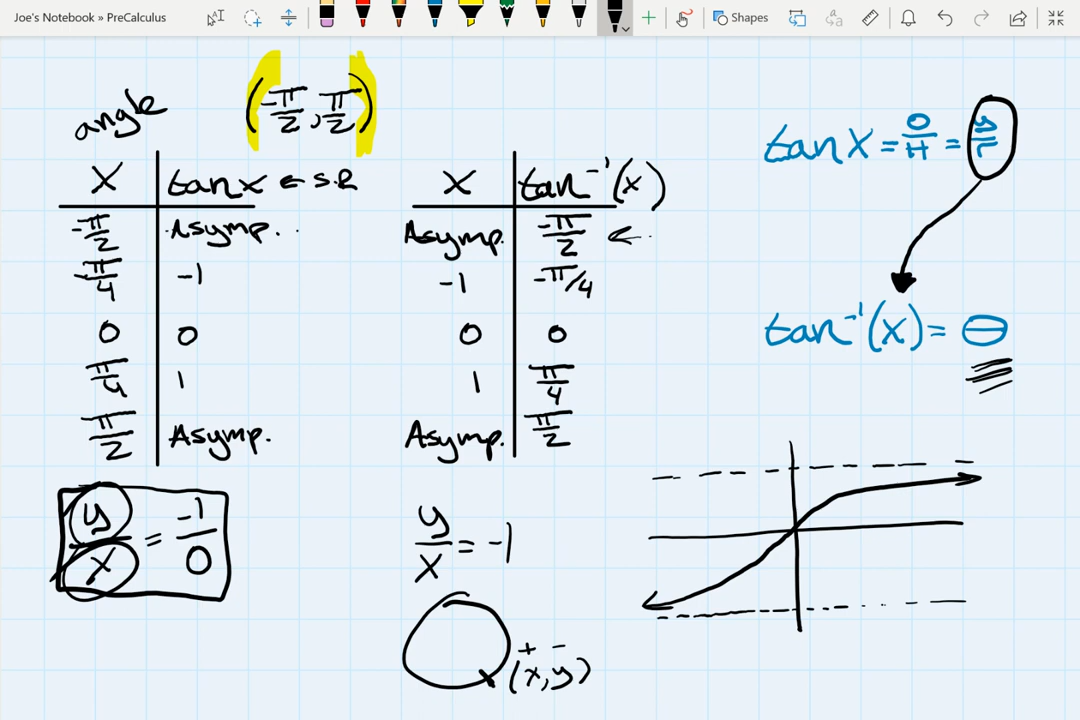 Joe's Notebook » PreCalculus
Shapes
angle
(-π/2, π/2)
x | tan x ← S.R
-π/2 | Asymp.
-π/4 | -1
0 | 0
π/4 | 1
π/2 | Asymp.
x | tan⁻¹(x)
Asymp. | -π/2 ←
-1 | -π/4
0 | 0
1 | π/4
Asymp. | π/2
tan x = O/H = y/r
tan⁻¹(x) = θ
y/x = -1/0
y/x = -1
+ -
(x, y)